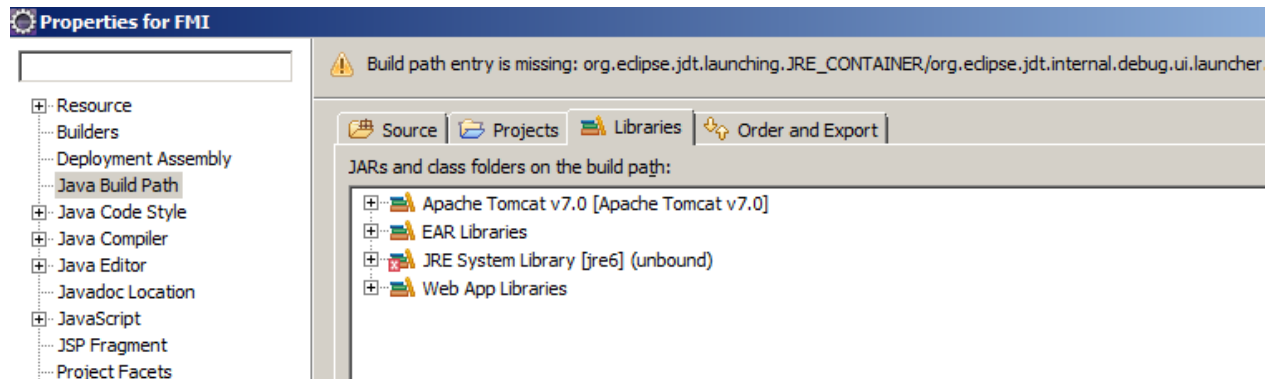 Properties for FMI
Build path entry is missing: org.eclipse.jdt.launching.JRE_CONTAINER/org.eclipse.jdt.internal.debug.ui.launcher.
Resource
Builders
Deployment Assembly
Java Build Path
Java Code Style
Java Compiler
Java Editor
Javadoc Location
JavaScript
JSP Fragment
Project Facets
Source
Projects
Libraries
Order and Export
JARs and class folders on the build path:
Apache Tomcat v7.0 [Apache Tomcat v7.0]
EAR Libraries
JRE System Library [jre6] (unbound)
Web App Libraries